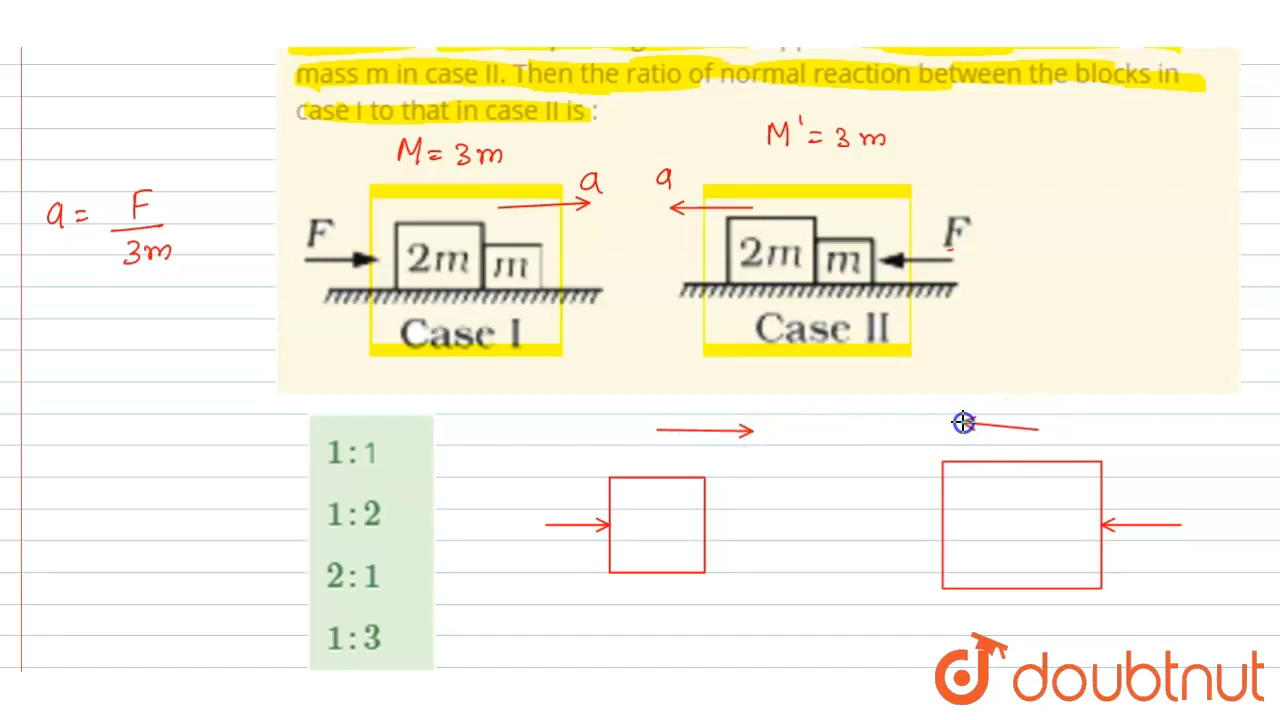 mass m in case II. Then the ratio of normal reaction between the blocks in
case I to that in case II is :
M = 3m
M' = 3m
a
a
a = F / 3m
F
2m
m
2m
m
F
Case I
Case II
1 : 1
1 : 2
2 : 1
1 : 3
doubtnut